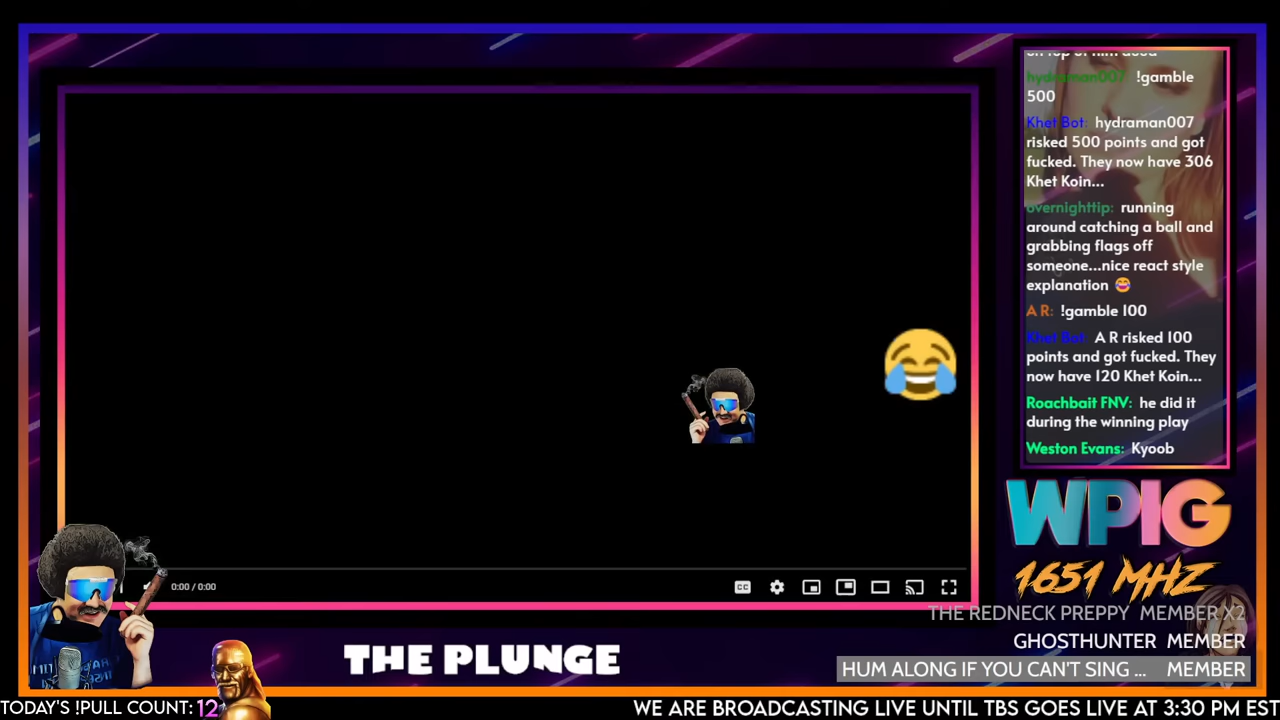 hydraman007 !gamble
500
Khet Bot: hydraman007
risked 500 points and got
fucked. They now have 306
Khet Koin...
overnighttip: running
around catching a ball and
grabbing flags off
someone...nice react style
explanation 😂
A R: !gamble 100
Khet Bot: A R risked 100
points and got fucked. They
now have 120 Khet Koin...
Roachbait FNV: he did it
during the winning play
Weston Evans: Kyoob
WPIG
1651 MHZ
0:00 / 0:00
CC
THE REDNECK PREPPY MEMBER X2
GHOSTHUNTER MEMBER
HUM ALONG IF YOU CAN'T SING ... MEMBER
THE PLUNGE
TODAY'S !PULL COUNT: 12
WE ARE BROADCASTING LIVE UNTIL TBS GOES LIVE AT 3:30 PM EST